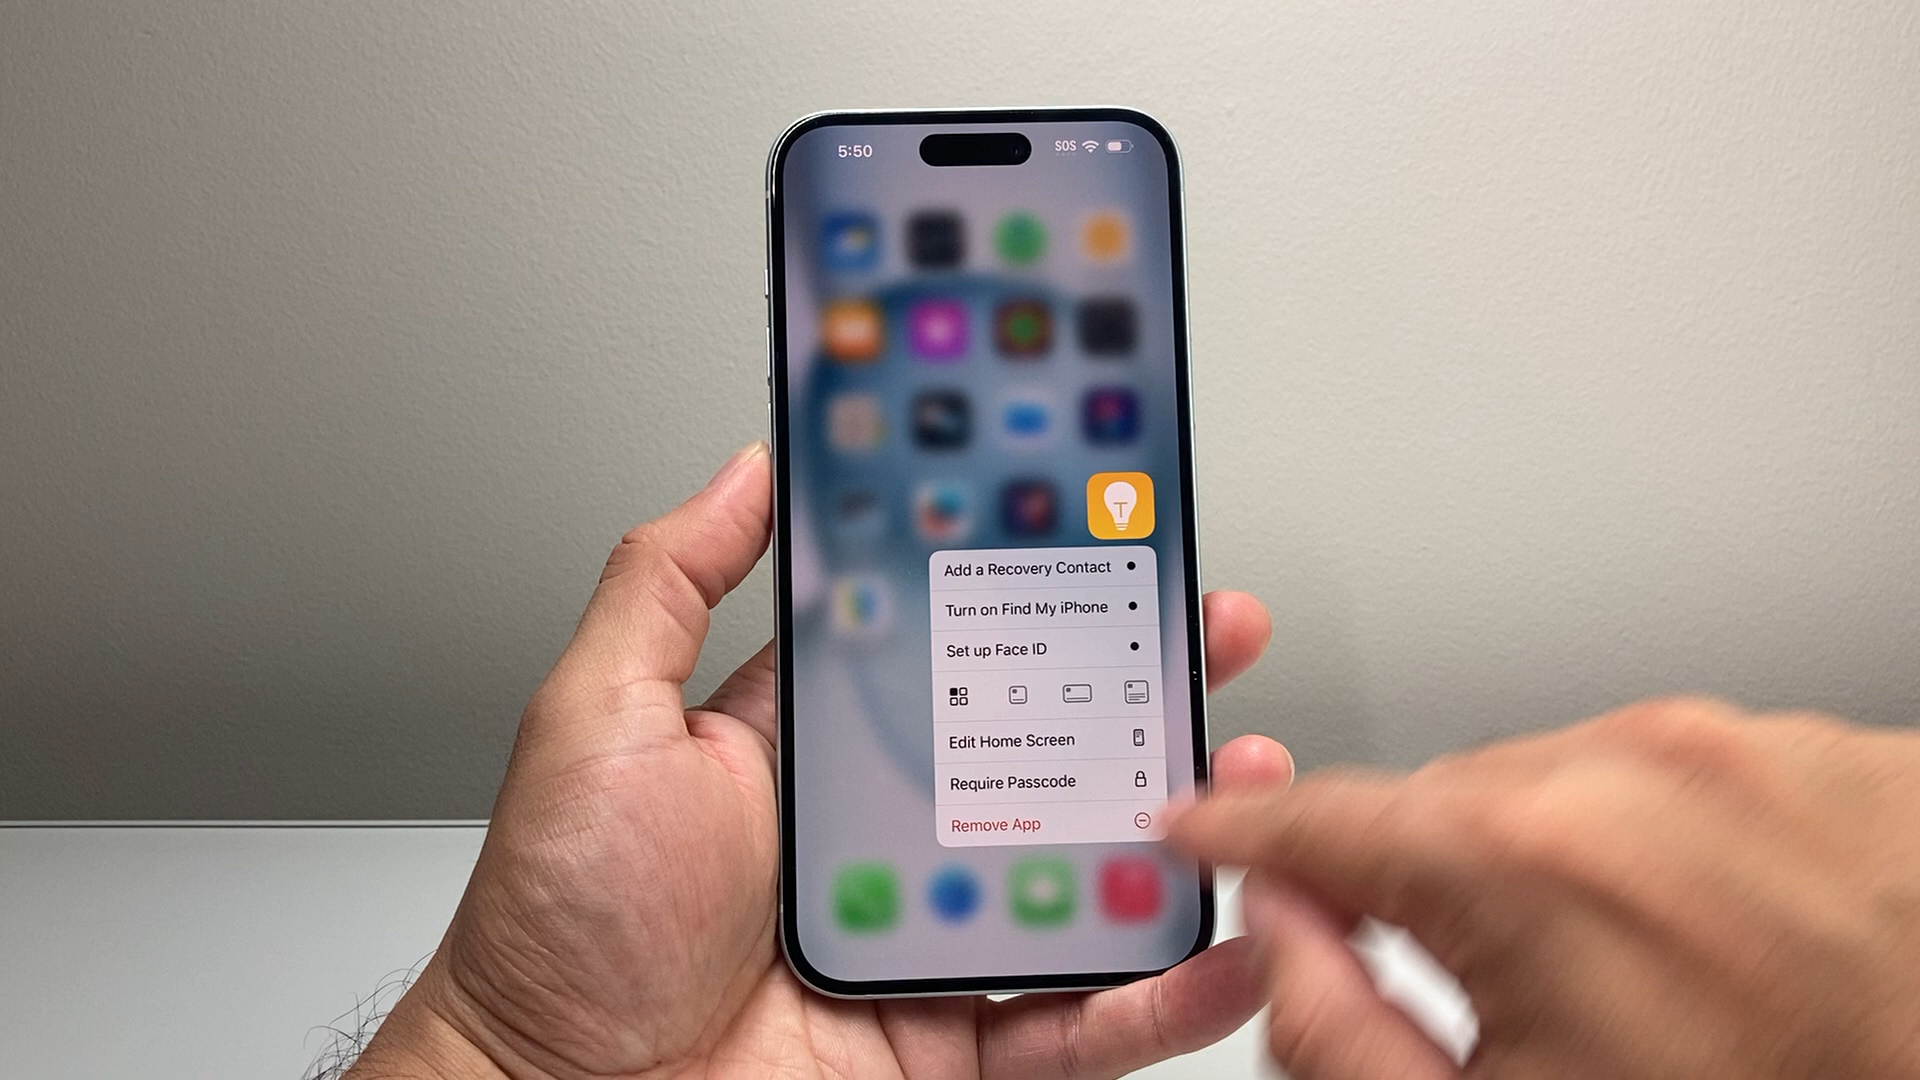 5:50
SOS
T
Add a Recovery Contact
Turn on Find My iPhone
Set up Face ID
Edit Home Screen
Require Passcode
Remove App